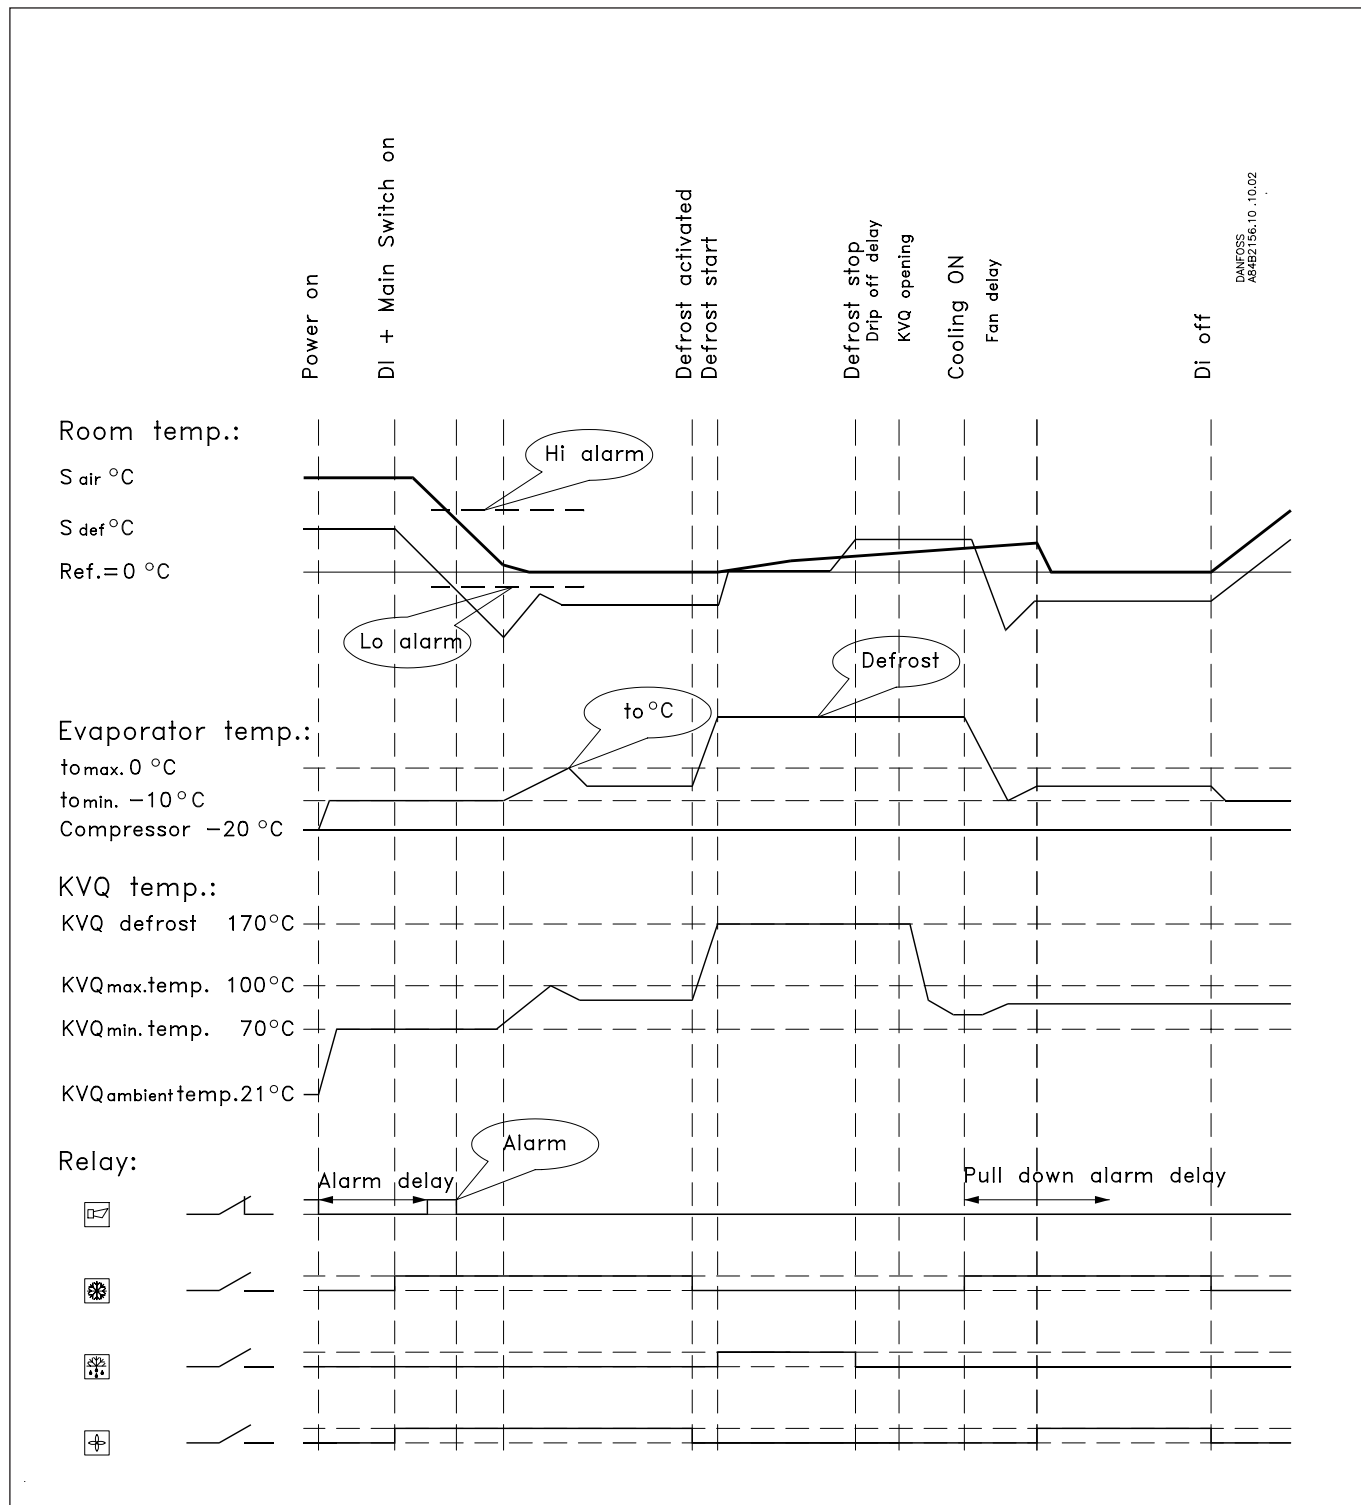 Power on
DI + Main Switch on
Defrost activated
Defrost start
Defrost stop
Drip off delay
KVQ opening
Cooling ON
Fan delay
Di off
DANFOSS
A84B2156.10 .10.02
Room temp.:
Hi alarm
S air °C
S def °C
Ref.=0 °C
Lo alarm
Defrost
to °C
Evaporator temp.:
to max. 0 °C
to min. −10°C
Compressor −20 °C
KVQ temp.:
KVQ defrost 170°C
KVQ max.temp. 100°C
KVQ min. temp. 70°C
KVQ ambient temp.21°C
Alarm
Relay:
Alarm delay
Pull down alarm delay